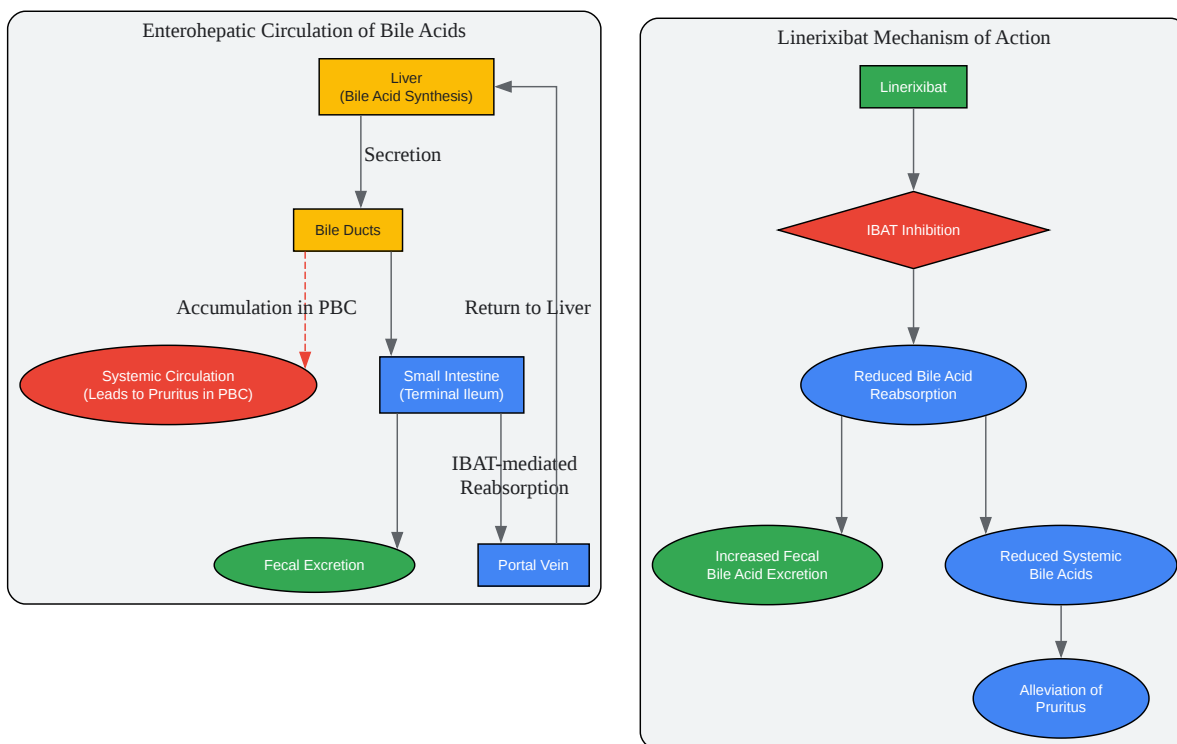 Enterohepatic Circulation of Bile Acids
Liver
(Bile Acid Synthesis)
Secretion
Bile Ducts
Accumulation in PBC
Return to Liver
Systemic Circulation
(Leads to Pruritus in PBC)
Small Intestine
(Terminal Ileum)
IBAT-mediated
Reabsorption
Fecal Excretion
Portal Vein
Linerixibat Mechanism of Action
Linerixibat
IBAT Inhibition
Reduced Bile Acid
Reabsorption
Increased Fecal
Bile Acid Excretion
Reduced Systemic
Bile Acids
Alleviation of
Pruritus